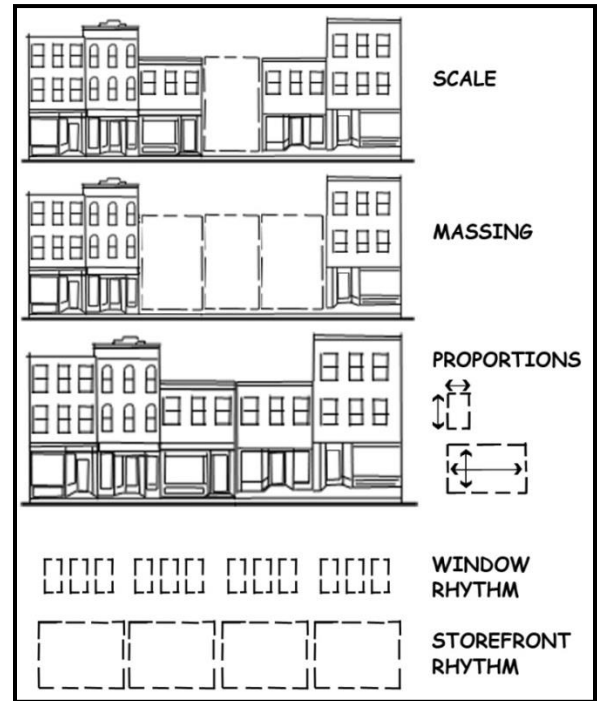 SCALE
MASSING
PROPORTIONS
WINDOW
RHYTHM
STOREFRONT
RHYTHM